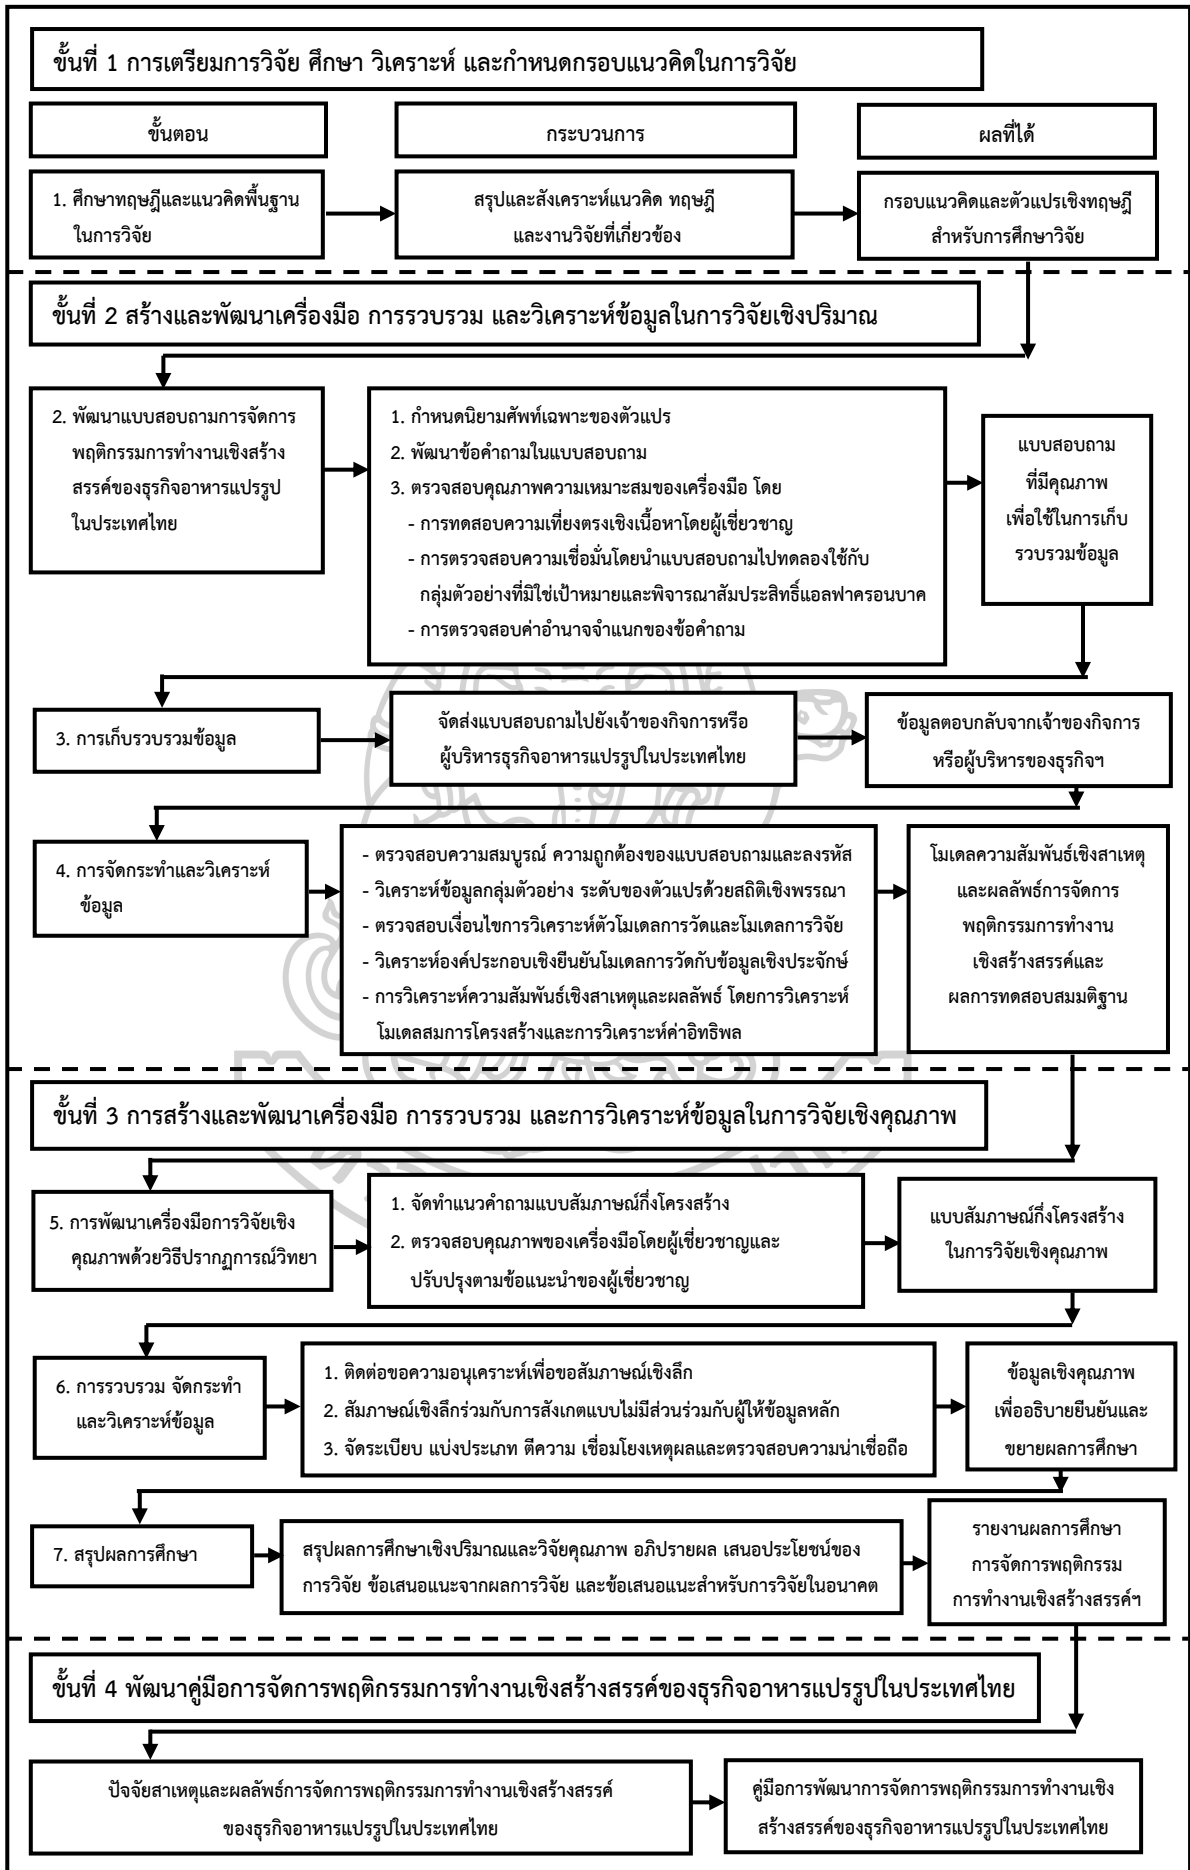 ขั้นที่ 1 การเตรียมการวิจัย ศึกษา วิเคราะห์ และกำหนดกรอบแนวคิดในการวิจัย
ขั้นตอน
กระบวนการ
ผลที่ได้
1. ศึกษาทฤษฎีและแนวคิดพื้นฐาน
ในการวิจัย
สรุปและสังเคราะห์แนวคิด ทฤษฎี
และงานวิจัยที่เกี่ยวข้อง
กรอบแนวคิดและตัวแปรเชิงทฤษฎี
สำหรับการศึกษาวิจัย
ขั้นที่ 2 สร้างและพัฒนาเครื่องมือ การรวบรวม และวิเคราะห์ข้อมูลในการวิจัยเชิงปริมาณ
2. พัฒนาแบบสอบถามการจัดการ
พฤติกรรมการทำงานเชิงสร้าง
สรรค์ของธุรกิจอาหารแปรรูป
ในประเทศไทย
1. กำหนดนิยามศัพท์เฉพาะของตัวแปร
2. พัฒนาข้อคำถามในแบบสอบถาม
3. ตรวจสอบคุณภาพความเหมาะสมของเครื่องมือ โดย
- การทดสอบความเที่ยงตรงเชิงเนื้อหาโดยผู้เชี่ยวชาญ
- การตรวจสอบความเชื่อมั่นโดยนำแบบสอบถามไปทดลองใช้กับ
กลุ่มตัวอย่างที่มิใช่เป้าหมายและพิจารณาสัมประสิทธิ์แอลฟาครอนบาค
- การตรวจสอบค่าอำนาจจำแนกของข้อคำถาม
แบบสอบถาม
ที่มีคุณภาพ
เพื่อใช้ในการเก็บ
รวบรวมข้อมูล
3. การเก็บรวบรวมข้อมูล
จัดส่งแบบสอบถามไปยังเจ้าของกิจการหรือ
ผู้บริหารธุรกิจอาหารแปรรูปในประเทศไทย
ข้อมูลตอบกลับจากเจ้าของกิจการ
หรือผู้บริหารของธุรกิจฯ
4. การจัดกระทำและวิเคราะห์
ข้อมูล
- ตรวจสอบความสมบูรณ์ ความถูกต้องของแบบสอบถามและลงรหัส
- วิเคราะห์ข้อมูลกลุ่มตัวอย่าง ระดับของตัวแปรด้วยสถิติเชิงพรรณา
- ตรวจสอบเงื่อนไขการวิเคราะห์ตัวโมเดลการวัดและโมเดลการวิจัย
- วิเคราะห์องค์ประกอบเชิงยืนยันโมเดลการวัดกับข้อมูลเชิงประจักษ์
- การวิเคราะห์ความสัมพันธ์เชิงสาเหตุและผลลัพธ์ โดยการวิเคราะห์
โมเดลสมการโครงสร้างและการวิเคราะห์ค่าอิทธิพล
โมเดลความสัมพันธ์เชิงสาเหตุ
และผลลัพธ์การจัดการ
พฤติกรรมการทำงาน
เชิงสร้างสรรค์และ
ผลการทดสอบสมมติฐาน
ขั้นที่ 3 การสร้างและพัฒนาเครื่องมือ การรวบรวม และการวิเคราะห์ข้อมูลในการวิจัยเชิงคุณภาพ
5. การพัฒนาเครื่องมือการวิจัยเชิง
คุณภาพด้วยวิธีปรากฏการณ์วิทยา
1. จัดทำแนวคำถามแบบสัมภาษณ์กึ่งโครงสร้าง
2. ตรวจสอบคุณภาพของเครื่องมือโดยผู้เชี่ยวชาญและ
ปรับปรุงตามข้อแนะนำของผู้เชี่ยวชาญ
แบบสัมภาษณ์กึ่งโครงสร้าง
ในการวิจัยเชิงคุณภาพ
6. การรวบรวม จัดกระทำ
และวิเคราะห์ข้อมูล
1. ติดต่อขอความอนุเคราะห์เพื่อขอสัมภาษณ์เชิงลึก
2. สัมภาษณ์เชิงลึกร่วมกับการสังเกตแบบไม่มีส่วนร่วมกับผู้ให้ข้อมูลหลัก
3. จัดระเบียบ แบ่งประเภท ตีความ เชื่อมโยงเหตุผลและตรวจสอบความน่าเชื่อถือ
ข้อมูลเชิงคุณภาพ
เพื่ออธิบายยืนยันและ
ขยายผลการศึกษา
7. สรุปผลการศึกษา
สรุปผลการศึกษาเชิงปริมาณและวิจัยคุณภาพ อภิปรายผล เสนอประโยชน์ของ
การวิจัย ข้อเสนอแนะจากผลการวิจัย และข้อเสนอแนะสำหรับการวิจัยในอนาคต
รายงานผลการศึกษา
การจัดการพฤติกรรม
การทำงานเชิงสร้างสรรค์ฯ
ขั้นที่ 4 พัฒนาคู่มือการจัดการพฤติกรรมการทำงานเชิงสร้างสรรค์ของธุรกิจอาหารแปรรูปในประเทศไทย
ปัจจัยสาเหตุและผลลัพธ์การจัดการพฤติกรรมการทำงานเชิงสร้างสรรค์
ของธุรกิจอาหารแปรรูปในประเทศไทย
คู่มือการพัฒนาการจัดการพฤติกรรมการทำงานเชิง
สร้างสรรค์ของธุรกิจอาหารแปรรูปในประเทศไทย